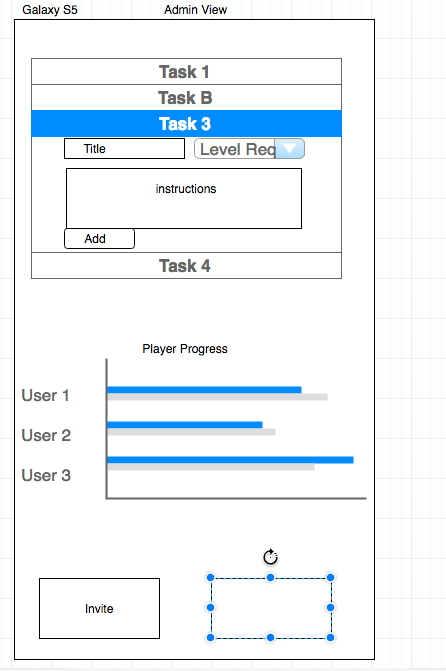 Galaxy S5 Admin View
Task 1
Task B
Task 3
Title Level Req
instructions
Add
Task 4
Player Progress
User 1
User 2
User 3
Invite